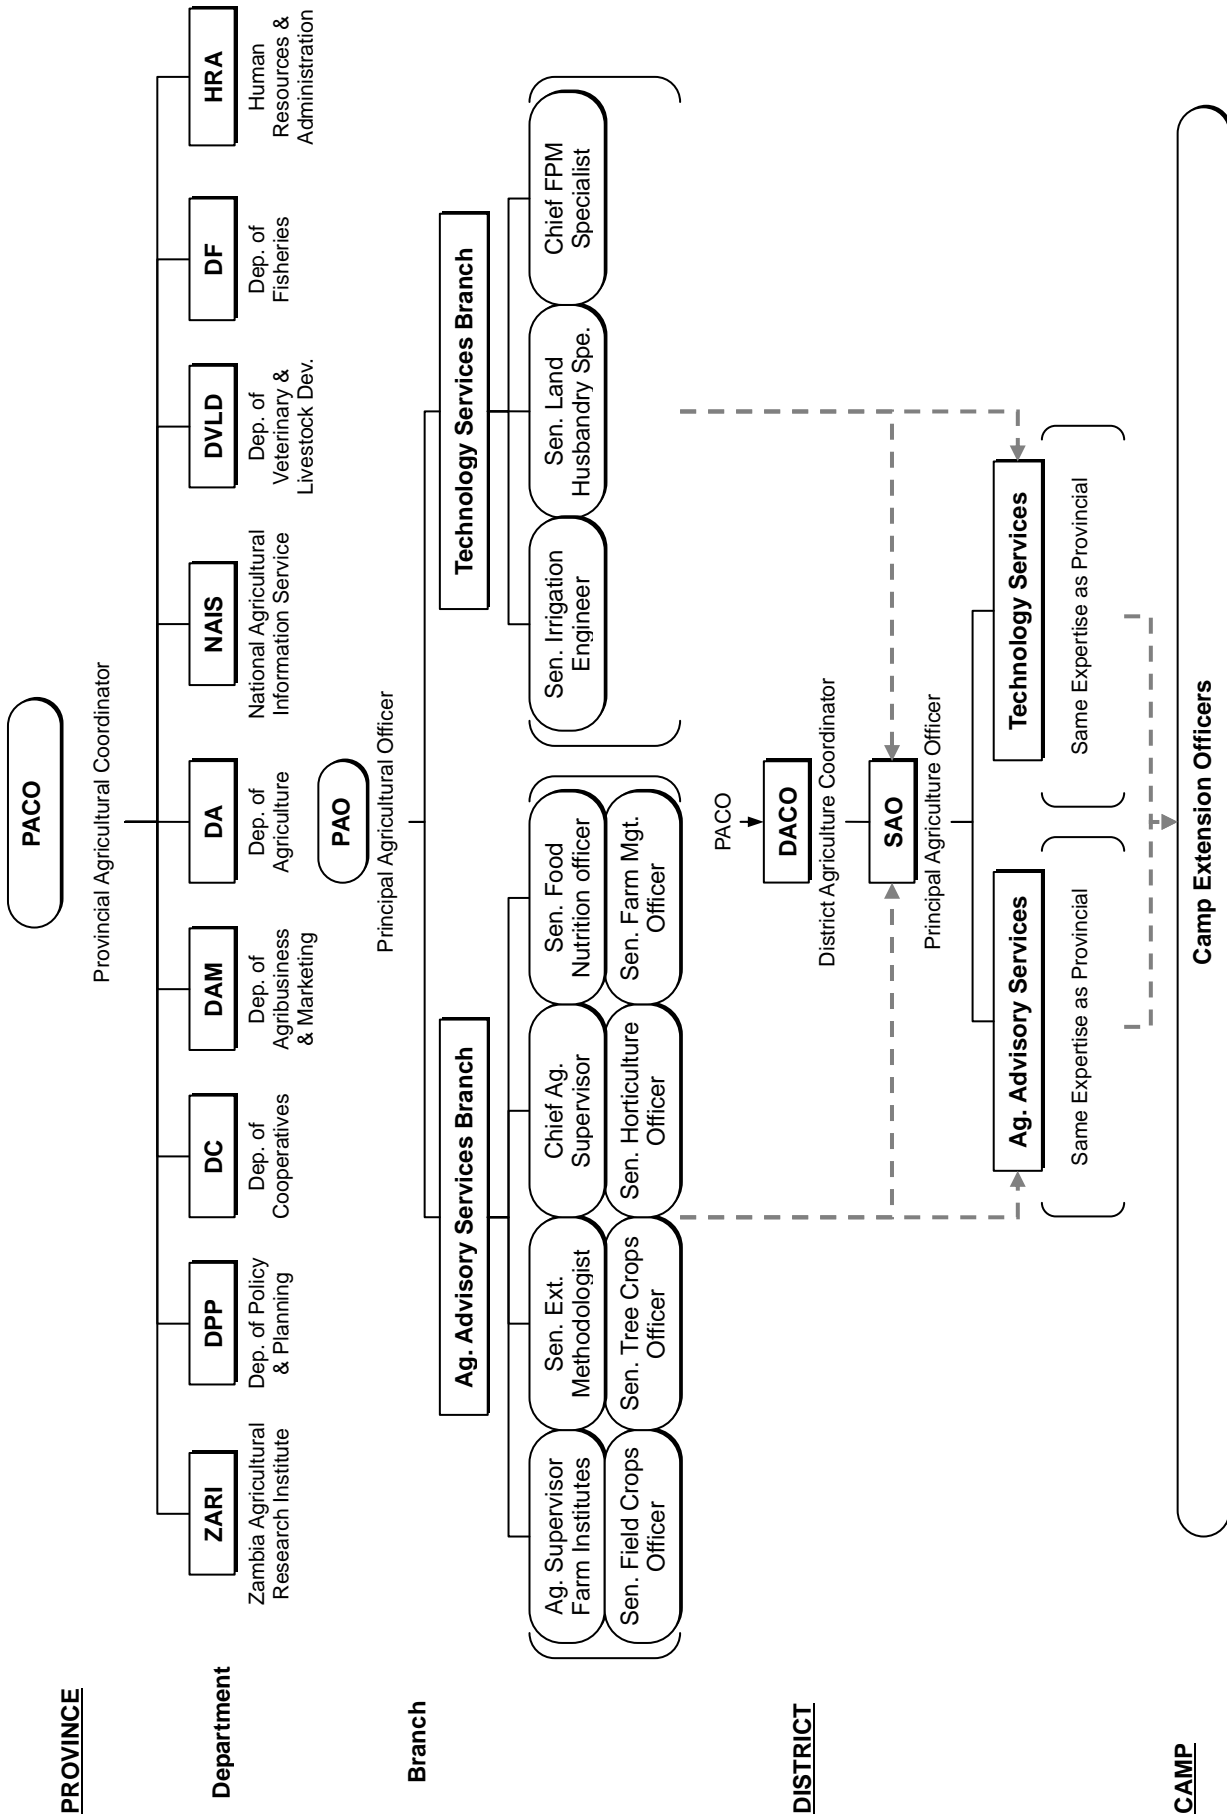 PROVINCE
PACO
Provincial Agricultural Coordinator
Department
ZARI
Zambia Agricultural
Research Institute
DPP
Dep. of Policy
& Planning
DC
Dep. of
Cooperatives
DAM
Dep. of
Agribusiness
& Marketing
DA
Dep. of
Agriculture
NAIS
National Agricultural
Information Service
DVLD
Dep. of
Veterinary &
Livestock Dev.
DF
Dep. of
Fisheries
HRA
Human
Resources &
Administration
Branch
PAO
Principal Agricultural Officer
Ag. Advisory Services Branch
Ag. Supervisor
Farm Institutes
Sen. Ext.
Methodologist
Chief Ag.
Supervisor
Sen. Food
Nutrition officer
Sen. Field Crops
Officer
Sen. Tree Crops
Officer
Sen. Horticulture
Officer
Sen. Farm Mgt.
Officer
Technology Services Branch
Sen. Irrigation
Engineer
Sen. Land
Husbandry Spe.
Chief FPM
Specialist
DISTRICT
PACO
DACO
District Agriculture Coordinator
SAO
Principal Agriculture Officer
Ag. Advisory Services
Same Expertise as Provincial
Technology Services
Same Expertise as Provincial
CAMP
Camp Extension Officers